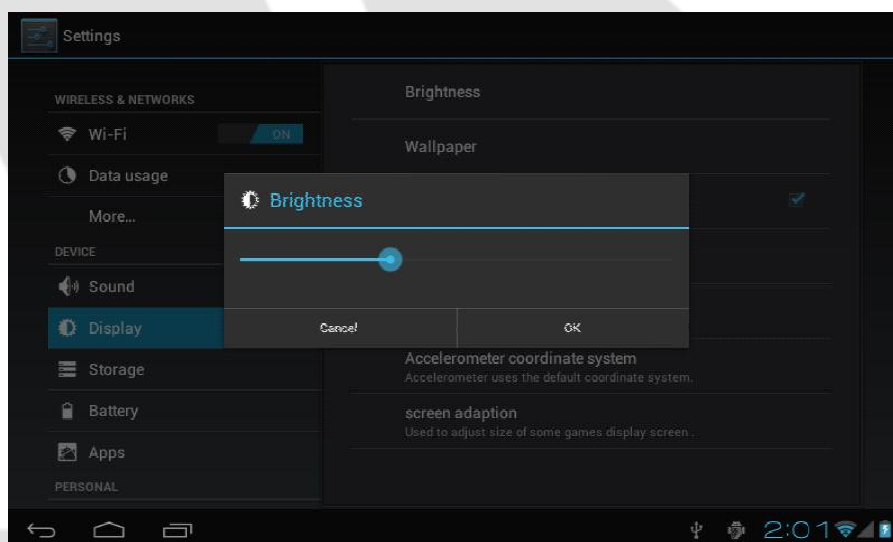 Settings
WIRELESS & NETWORKS
Wi-Fi
ON
Data usage
More...
DEVICE
Sound
Display
Storage
Battery
Apps
PERSONAL
Brightness
Wallpaper
Brightness
Cancel
OK
Accelerometer coordinate system
Accelerometer uses the default coordinate system.
screen adaption
Used to adjust size of some games display screen .
2:01